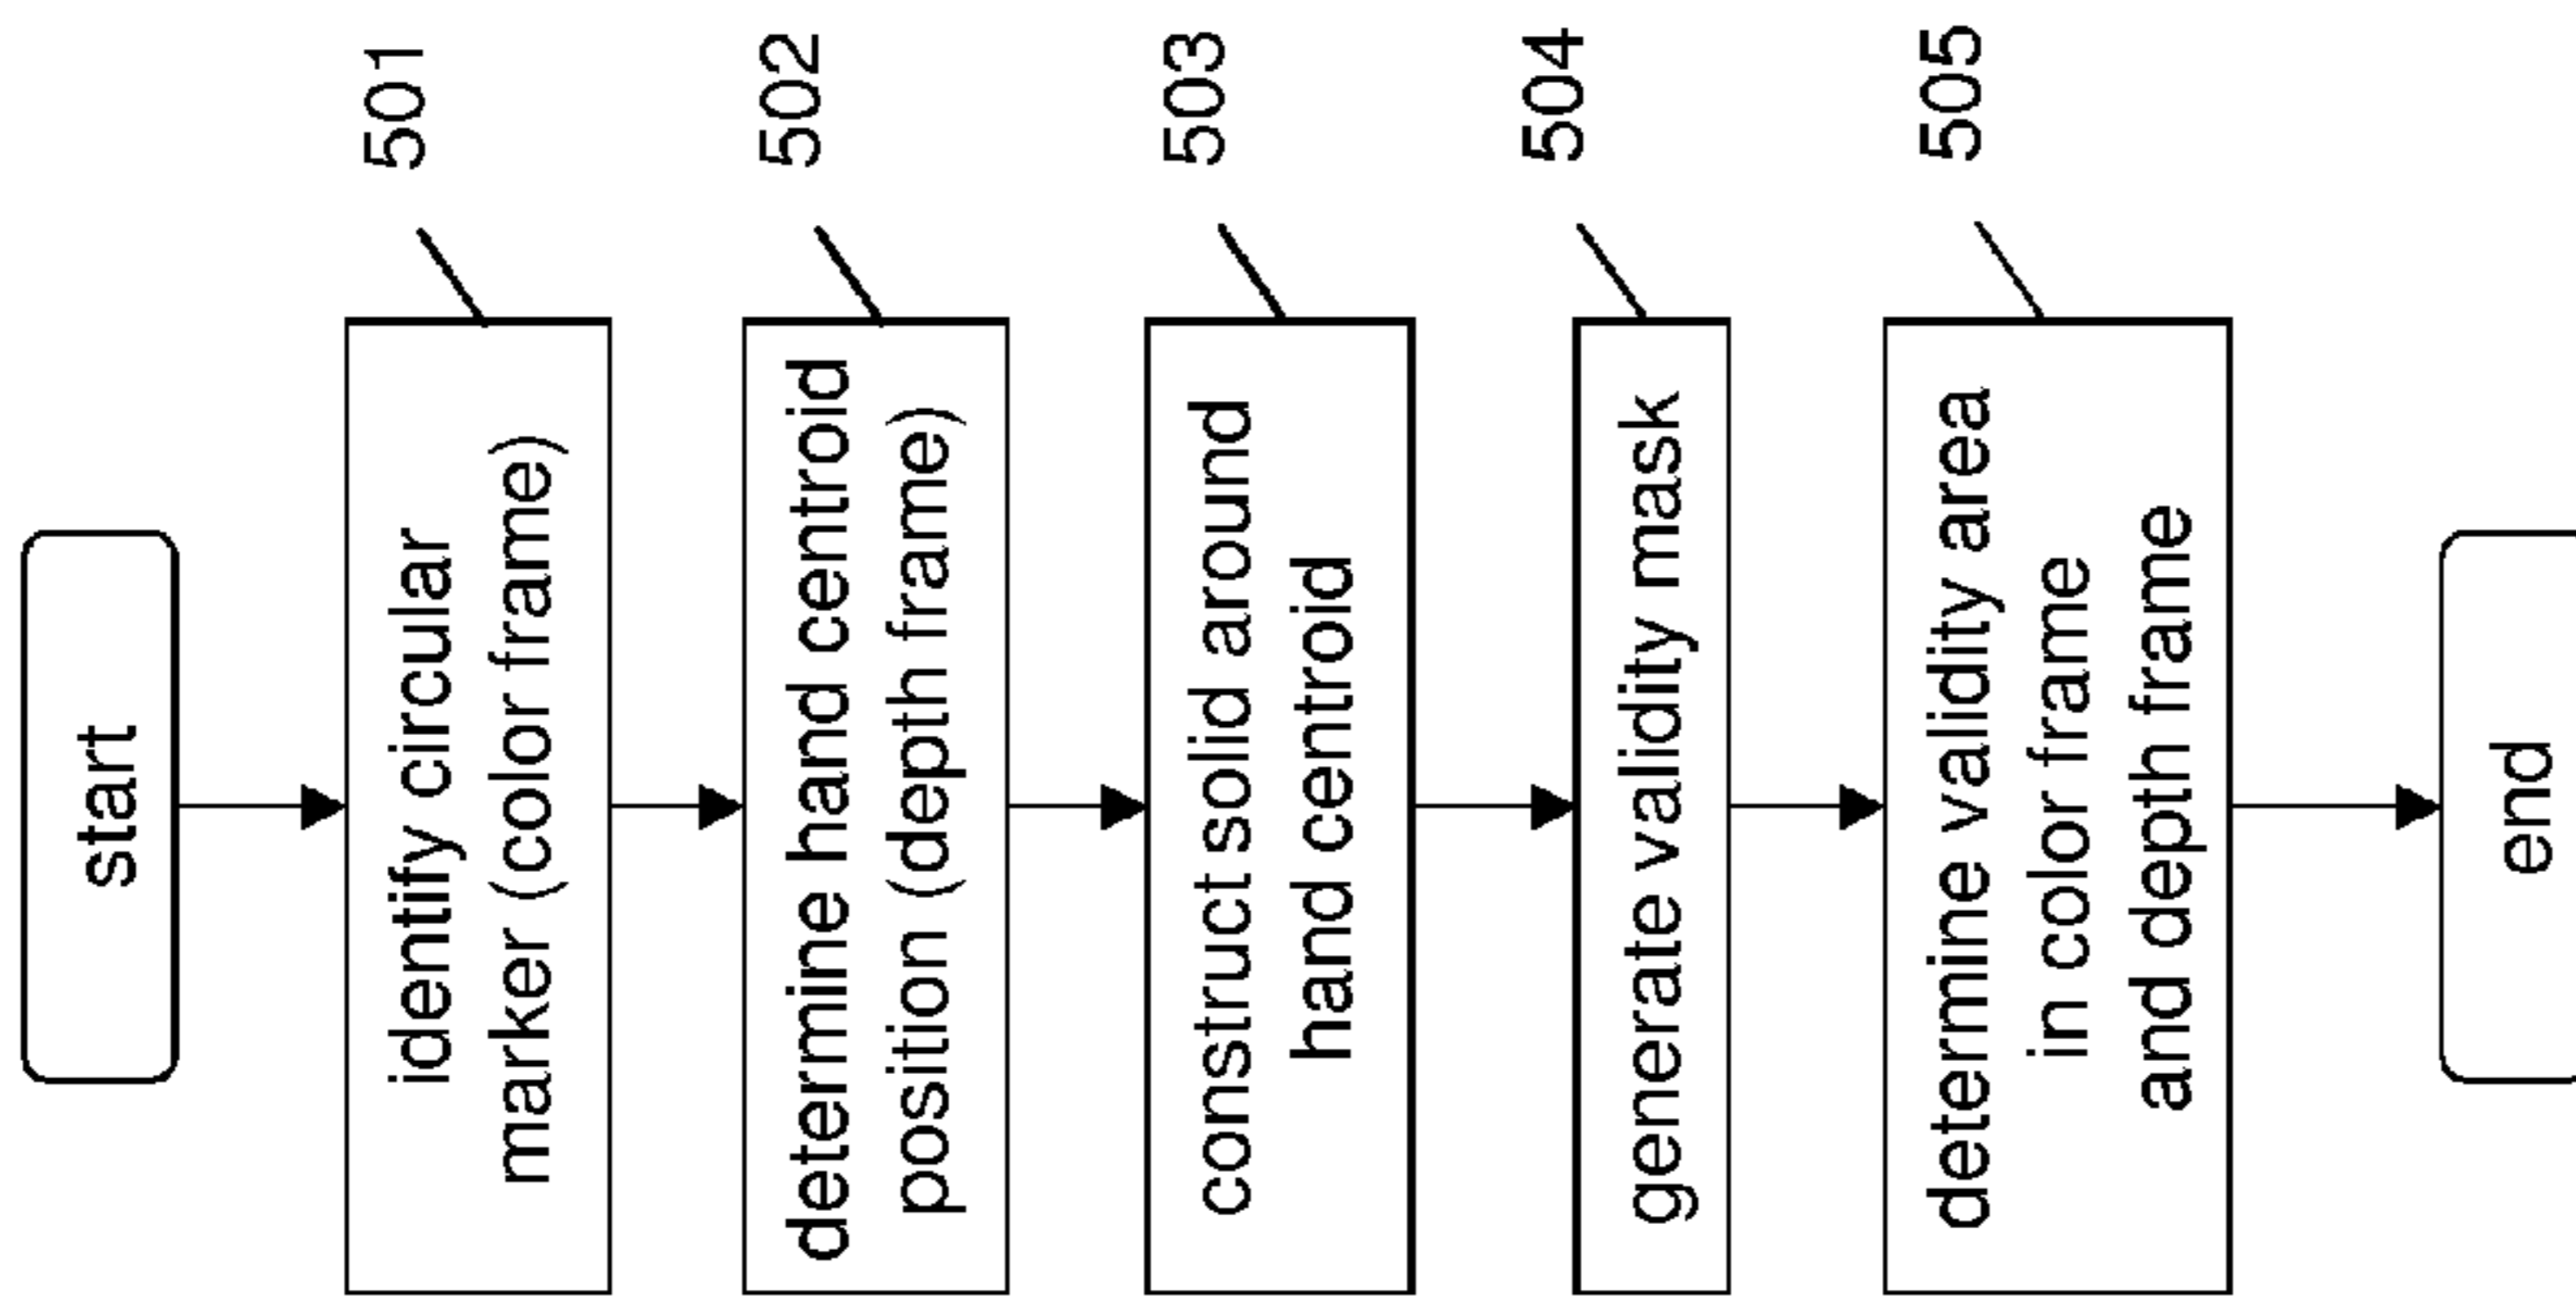 start
501
identify circular
marker (color frame)
502
determine hand centroid
position (depth frame)
503
construct solid around
hand centroid
504
generate validity mask
505
determine validity area
in color frame
and depth frame
end